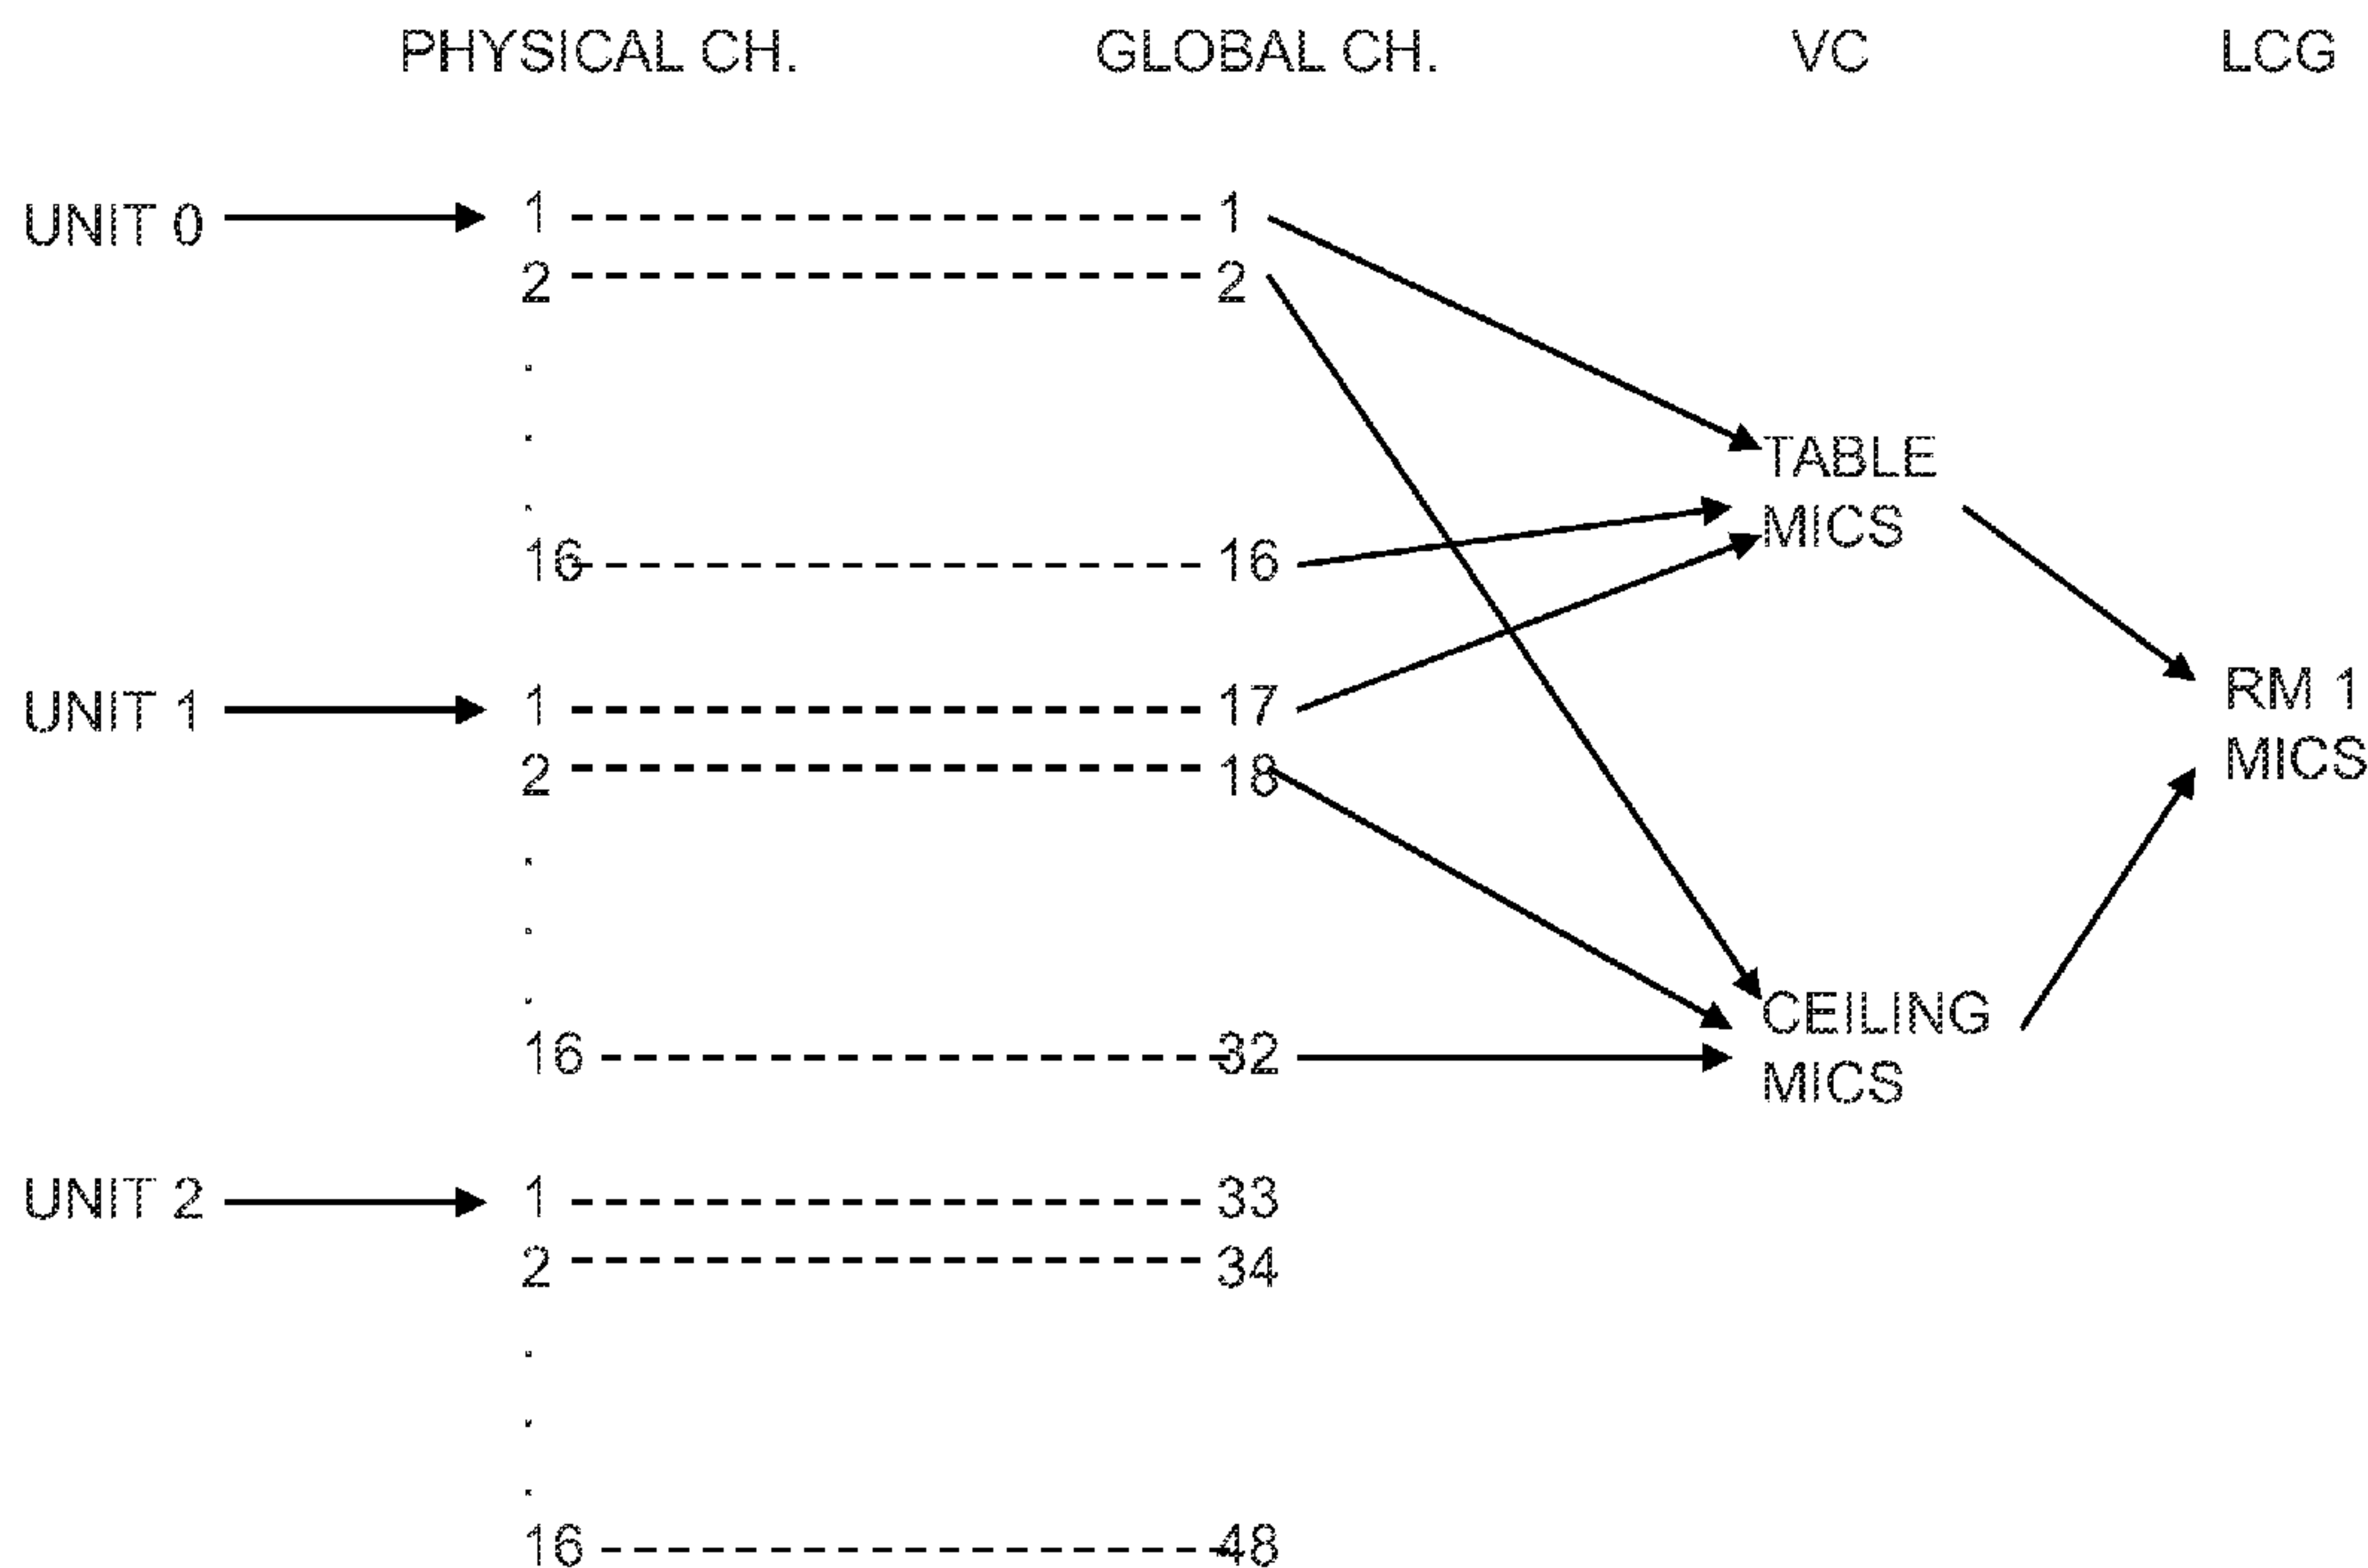 PHYSICAL CH. GLOBAL CH. VC LCG
UNIT 0 1 1
2 2
TABLE
MICS
16 16
RM 1
MICS
UNIT 1 1 17
2 18
CEILING
MICS
16 32
UNIT 2 1 33
2 34
16 48